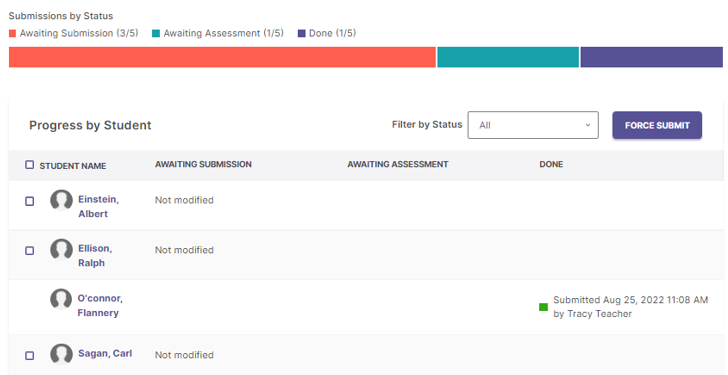 Submissions by Status
Awaiting Submission (3/5) Awaiting Assessment (1/5) Done (1/5)
Progress by Student
Filter by Status All FORCE SUBMIT
STUDENT NAME AWAITING SUBMISSION AWAITING ASSESSMENT DONE
Einstein, Not modified
Albert
Ellison, Not modified
Ralph
O'connor, Submitted Aug 25, 2022 11:08 AM
Flannery by Tracy Teacher
Sagan, Carl Not modified